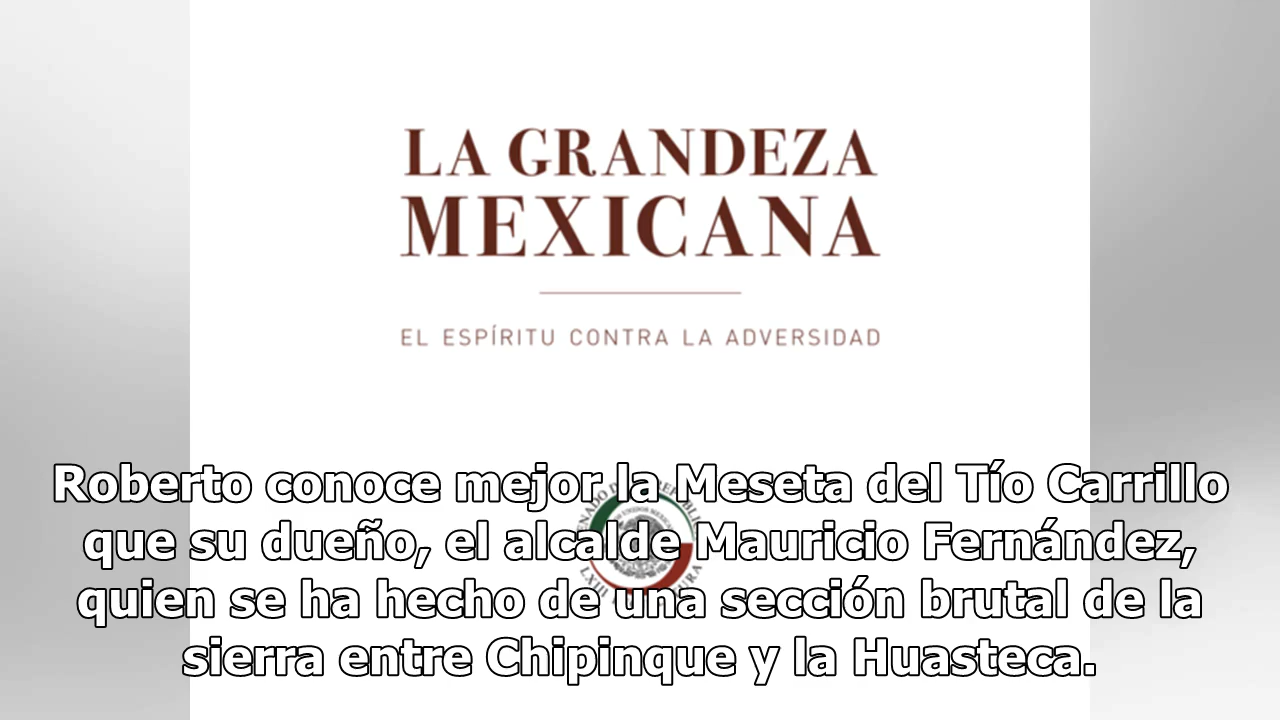 LA GRANDEZA
MEXICANA
EL ESPÍRITU CONTRA LA ADVERSIDAD
Roberto conoce mejor la Meseta del Tío Carrillo
que su dueño, el alcalde Mauricio Fernández,
quien se ha hecho de una sección brutal de la
sierra entre Chipinque y la Huasteca.